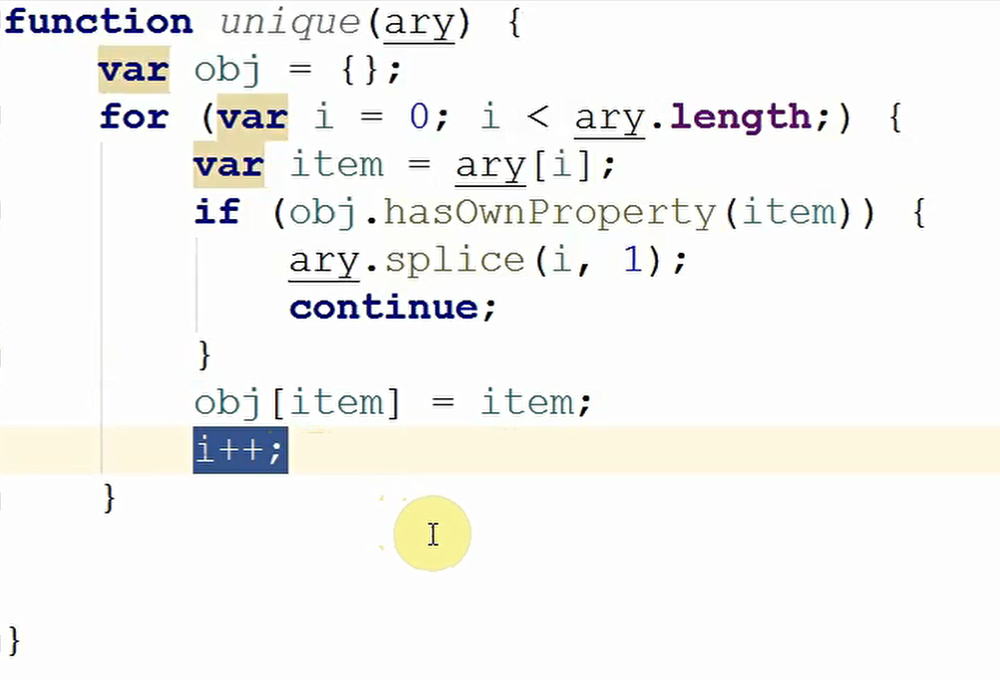 function unique(ary) {
var obj = {};
for (var i = 0; i < ary.length;) {
var item = ary[i];
if (obj.hasOwnProperty(item)) {
ary.splice(i, 1);
continue;
}
obj[item] = item;
i++;
}
}